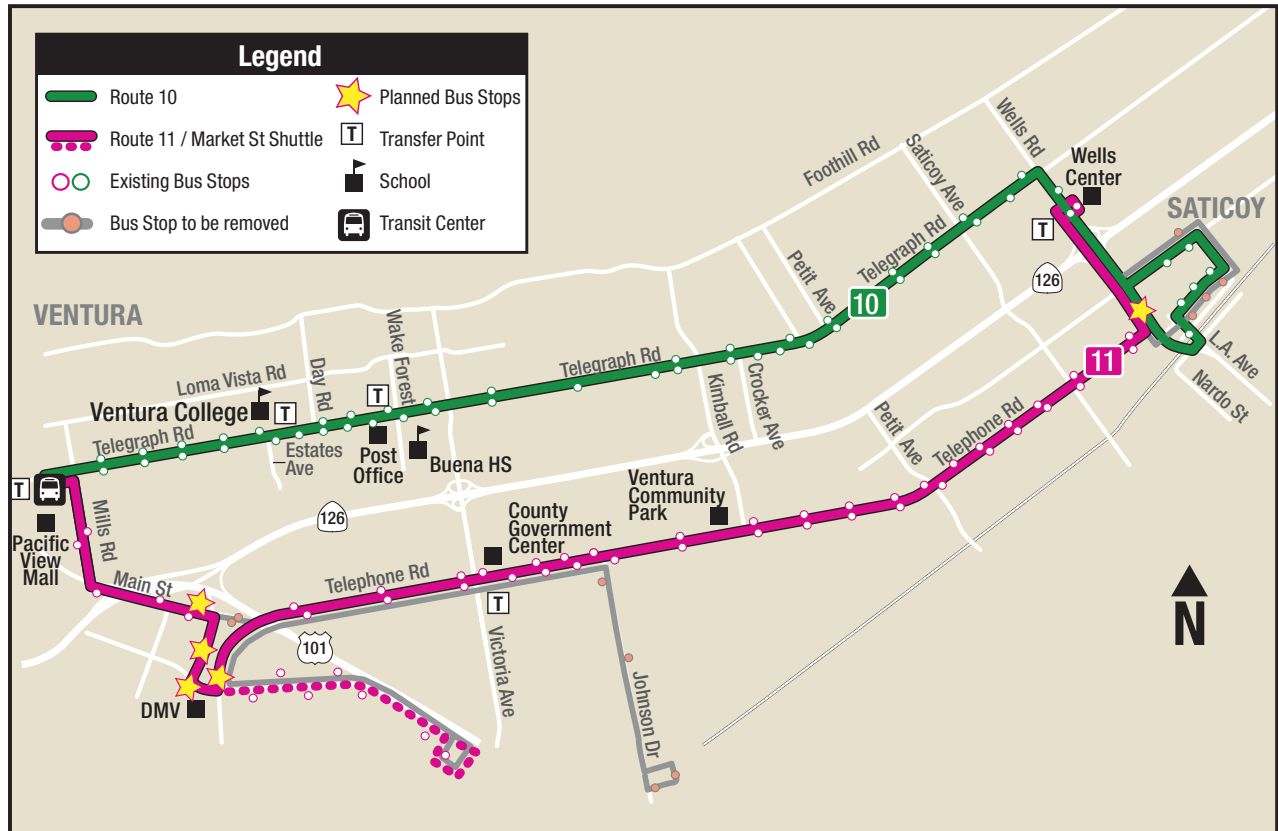 Legend
Route 10
Route 11 / Market St Shuttle
Existing Bus Stops
Bus Stop to be removed
Planned Bus Stops
T
Transfer Point
School
Transit Center
Foothill Rd
Saticoy Ave
Wells Rd
Wells
Center
SATICOY
T
126
Petit Ave
Telegraph Rd
10
VENTURA
Wake Forest
Day Rd
Loma Vista Rd
Telegraph Rd
11
L.A. Ave
Nardo St
Kimball Rd
Crocker Ave
Petit Ave
Telephone Rd
Ventura College
T
T
Telegraph Rd
Estates
Ave
Post
Office
Buena HS
T
Mills Rd
Pacific
View
Mall
126
County
Government
Center
Ventura
Community
Park
Main St
Telephone Rd
T
101
Victoria Ave
Johnson Dr
DMV
N